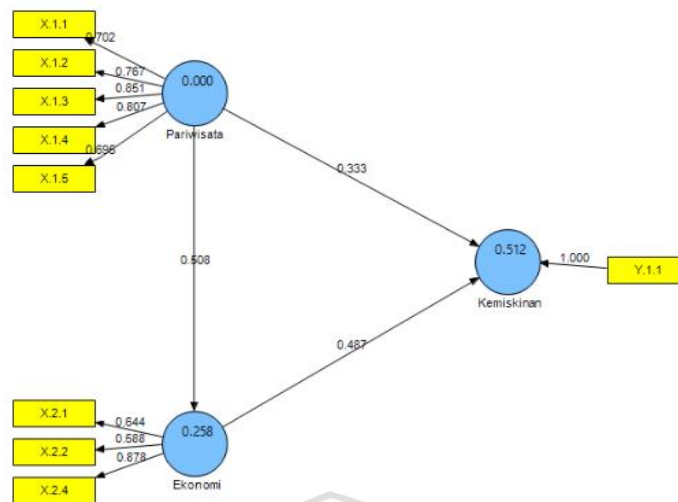 X.1.1
0.702
X.1.2
0.767
0.000
X.1.3
0.851
X.1.4
0.807
Pariwisata
0.696
X.1.5
0.333
0.508
0.512
1.000
Y.1.1
Kemiskinan
0.487
X.2.1
0.644
X.2.2
0.588
0.258
X.2.4
0.878
Ekonomi